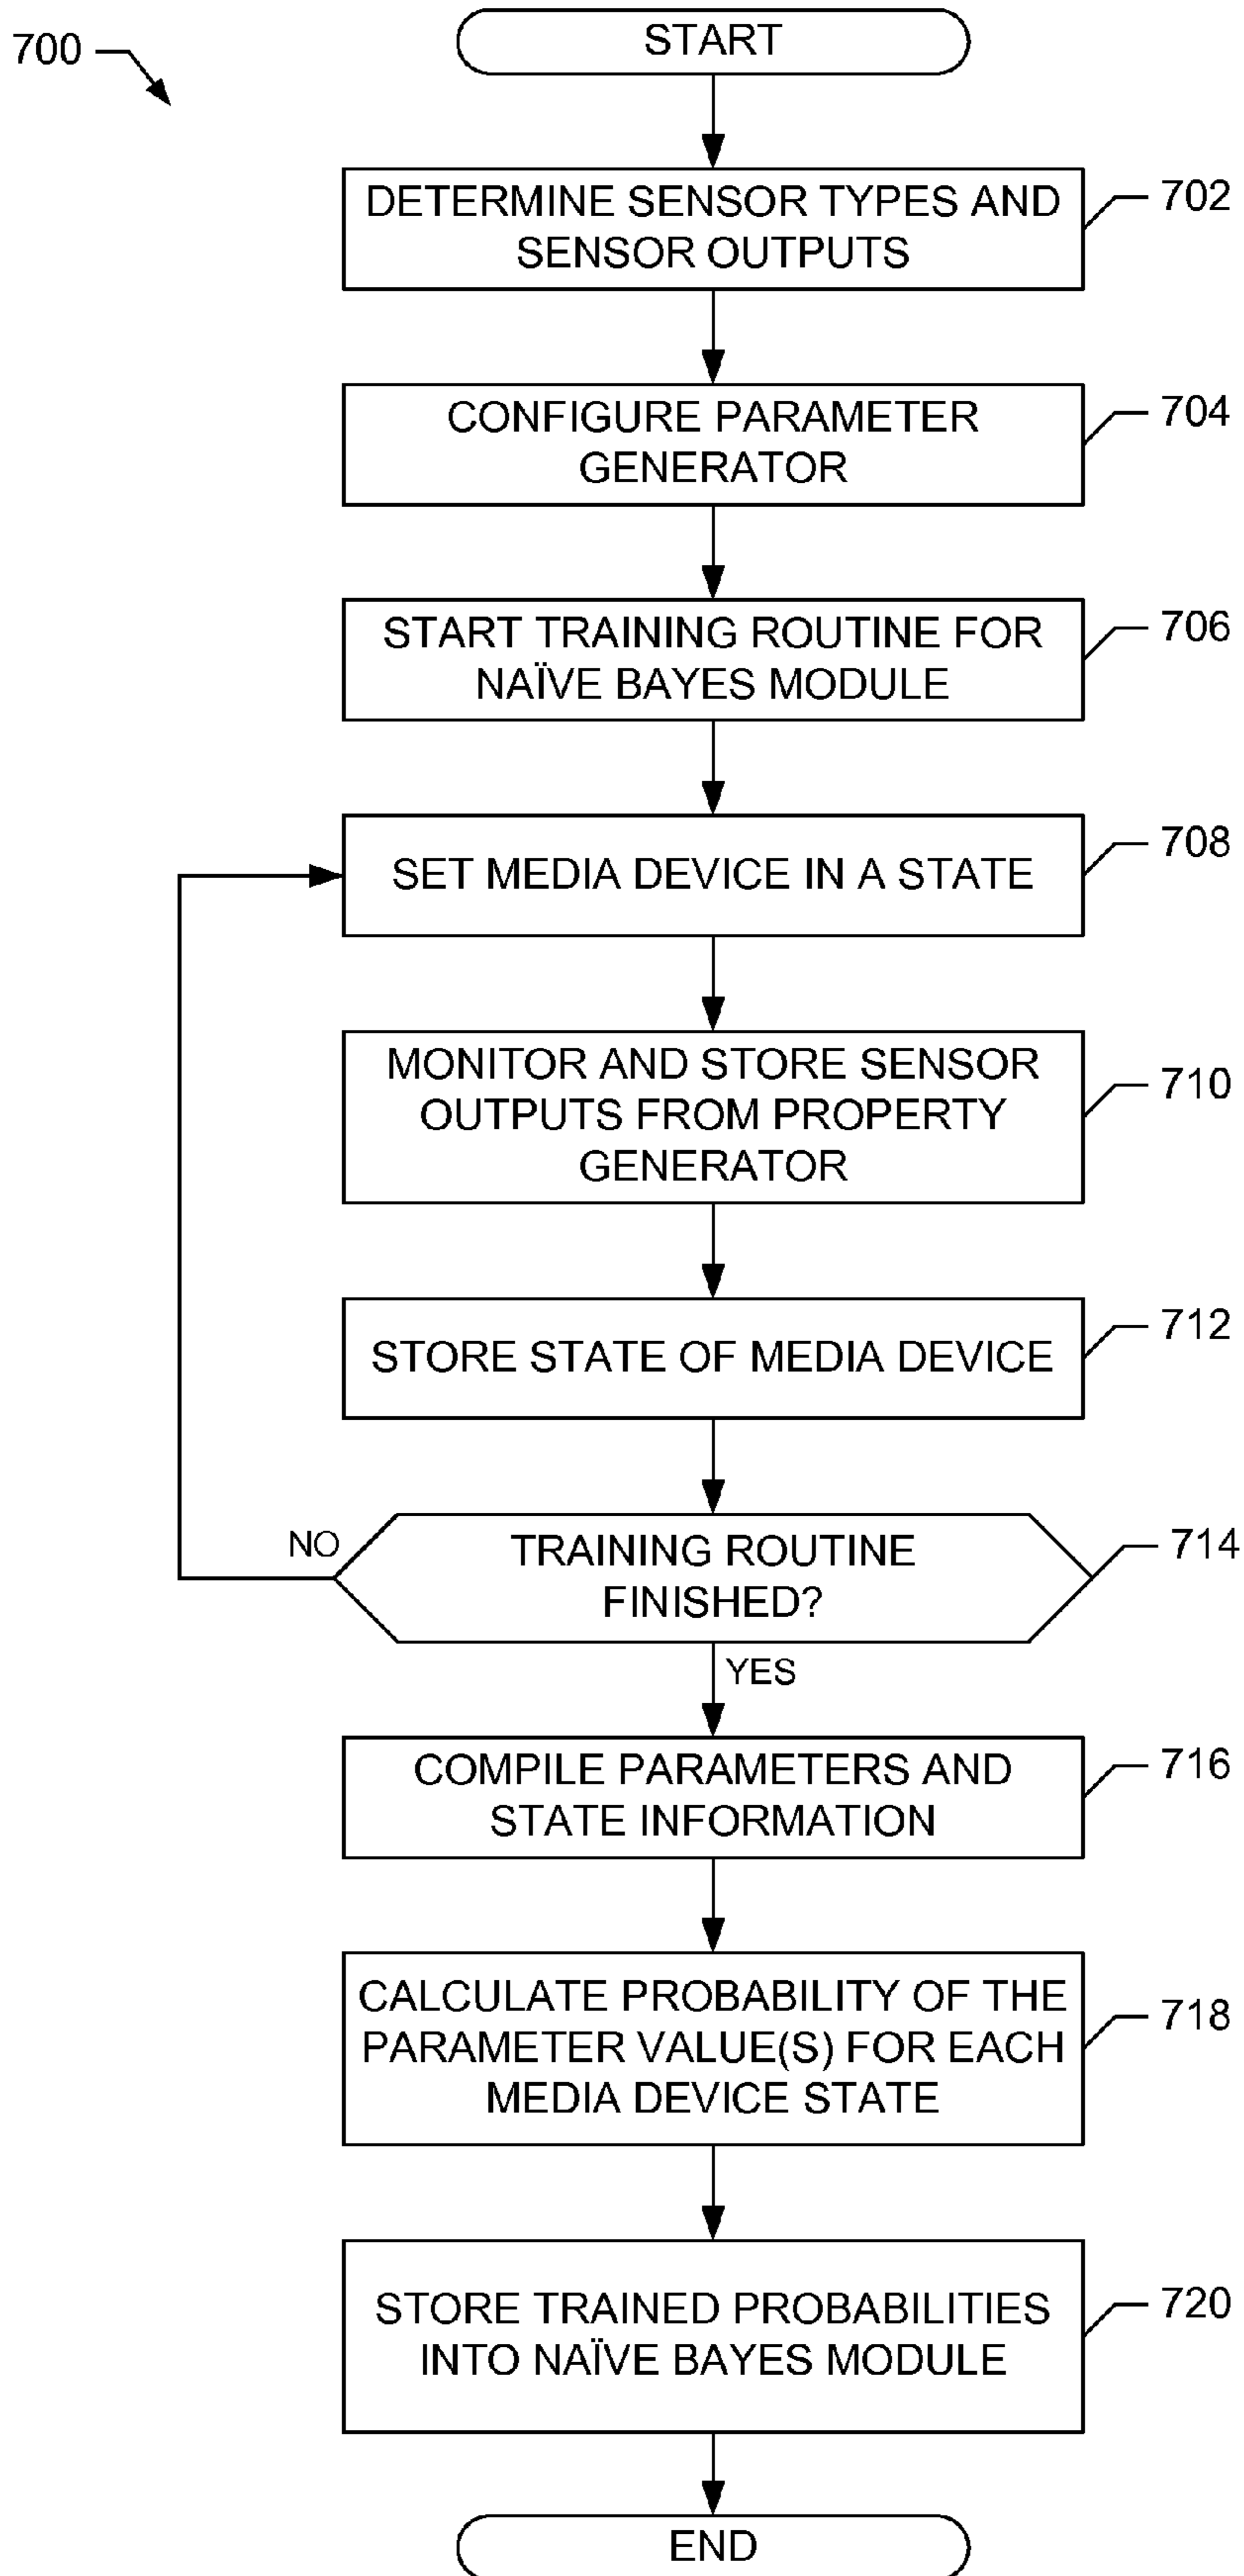 700
START
DETERMINE SENSOR TYPES AND
SENSOR OUTPUTS
702
CONFIGURE PARAMETER
GENERATOR
704
START TRAINING ROUTINE FOR
NAÏVE BAYES MODULE
706
SET MEDIA DEVICE IN A STATE
708
MONITOR AND STORE SENSOR
OUTPUTS FROM PROPERTY
GENERATOR
710
STORE STATE OF MEDIA DEVICE
712
TRAINING ROUTINE
FINISHED?
714
NO
YES
COMPILE PARAMETERS AND
STATE INFORMATION
716
CALCULATE PROBABILITY OF THE
PARAMETER VALUE(S) FOR EACH
MEDIA DEVICE STATE
718
STORE TRAINED PROBABILITIES
INTO NAÏVE BAYES MODULE
720
END